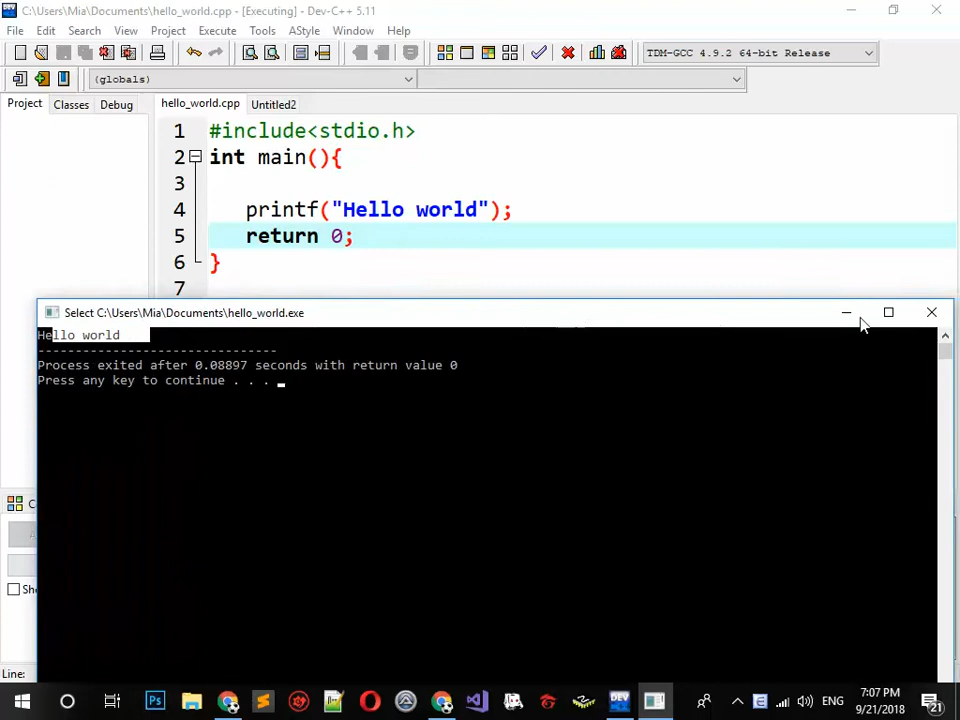 C:\Users\Mia\Documents\hello_world.cpp - [Executing] - Dev-C++ 5.11
File Edit Search View Project Execute Tools AStyle Window Help
TDM-GCC 4.9.2 64-bit Release
(globals)
Project Classes Debug
hello_world.cpp Untitled2
1 #include<stdio.h>
2 int main(){
3
4 printf("Hello world");
5 return 0;
6 }
7
Select C:\Users\Mia\Documents\hello_world.exe
Hello world
--------------------------------
Process exited after 0.08897 seconds with return value 0
Press any key to continue . . .
C
Sho
Line:
DEV
Ps
ENG
7:07 PM
9/21/2018
21